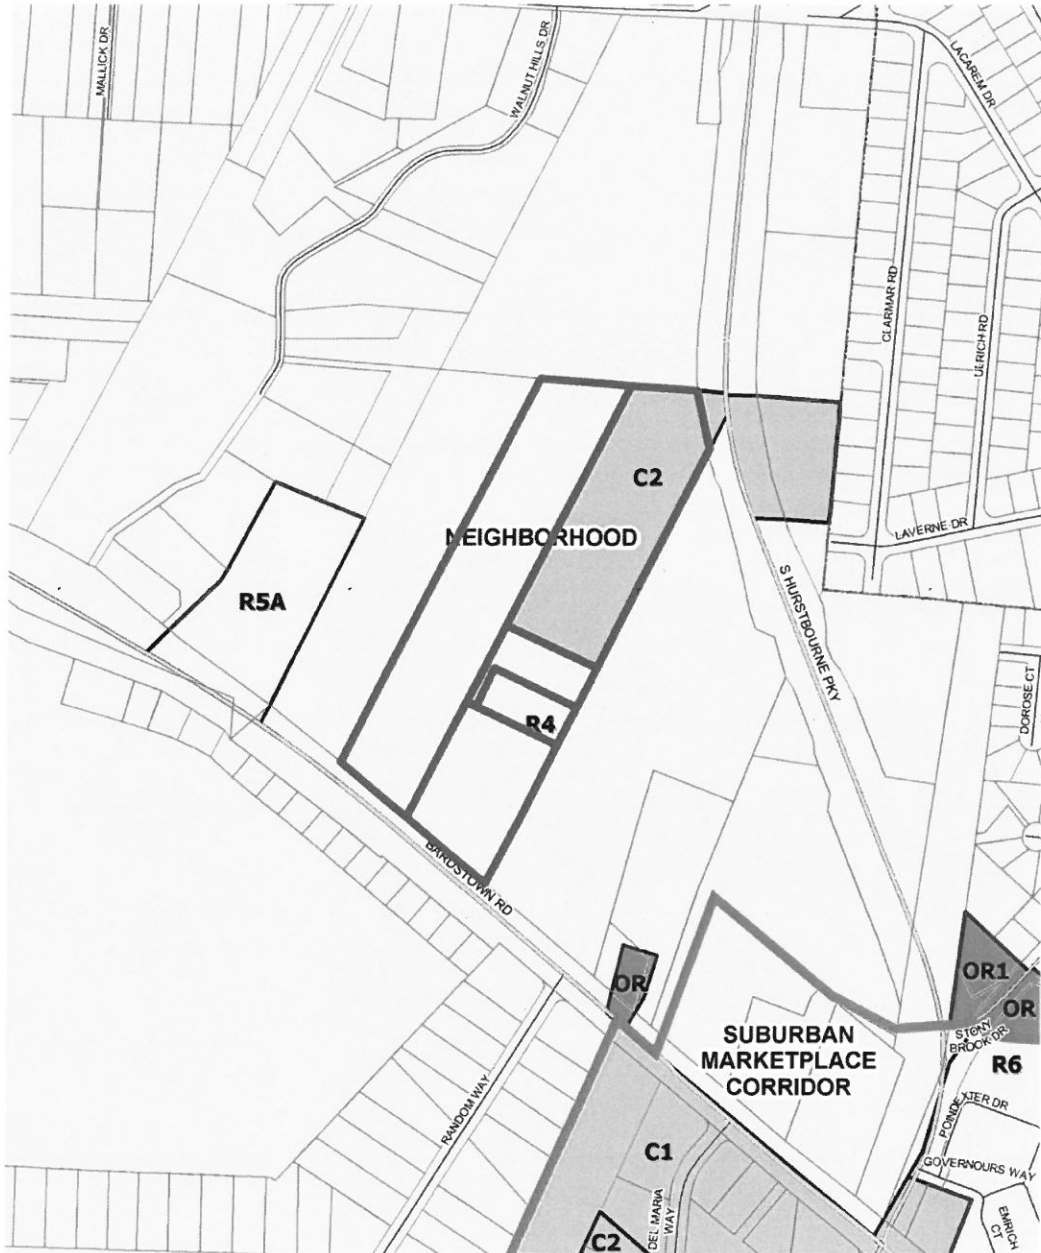 MALLICK DR
WALNUT HILLS DR
LACAREM DR
CLARMAR RD
ULRICH RD
C2
NEIGHBORHOOD
LAVERNE DR
R5A
S HURSTBOURNE PKY
DOROSE CT
R4
BARDSTOWN RD
OR1
OR
OR
STONY
BROOK DR
SUBURBAN
MARKETPLACE
CORRIDOR
R6
POINDEXTER DR
RANDOM WAY
C1
GOVERNOURS WAY
DEL MARIA
WAY
EMRICH
CT
C2